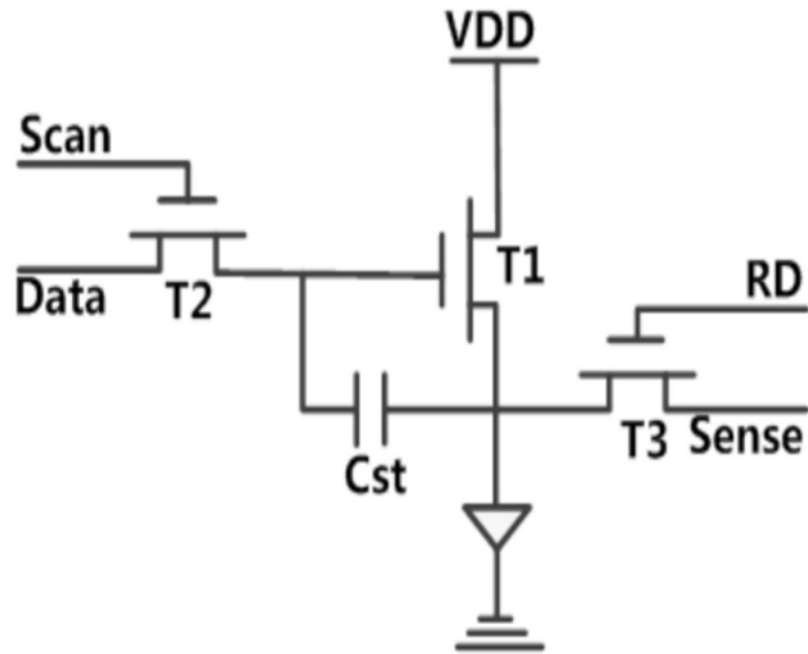 VDD
Scan
T1
RD
Data
T2
T3
Sense
Cst